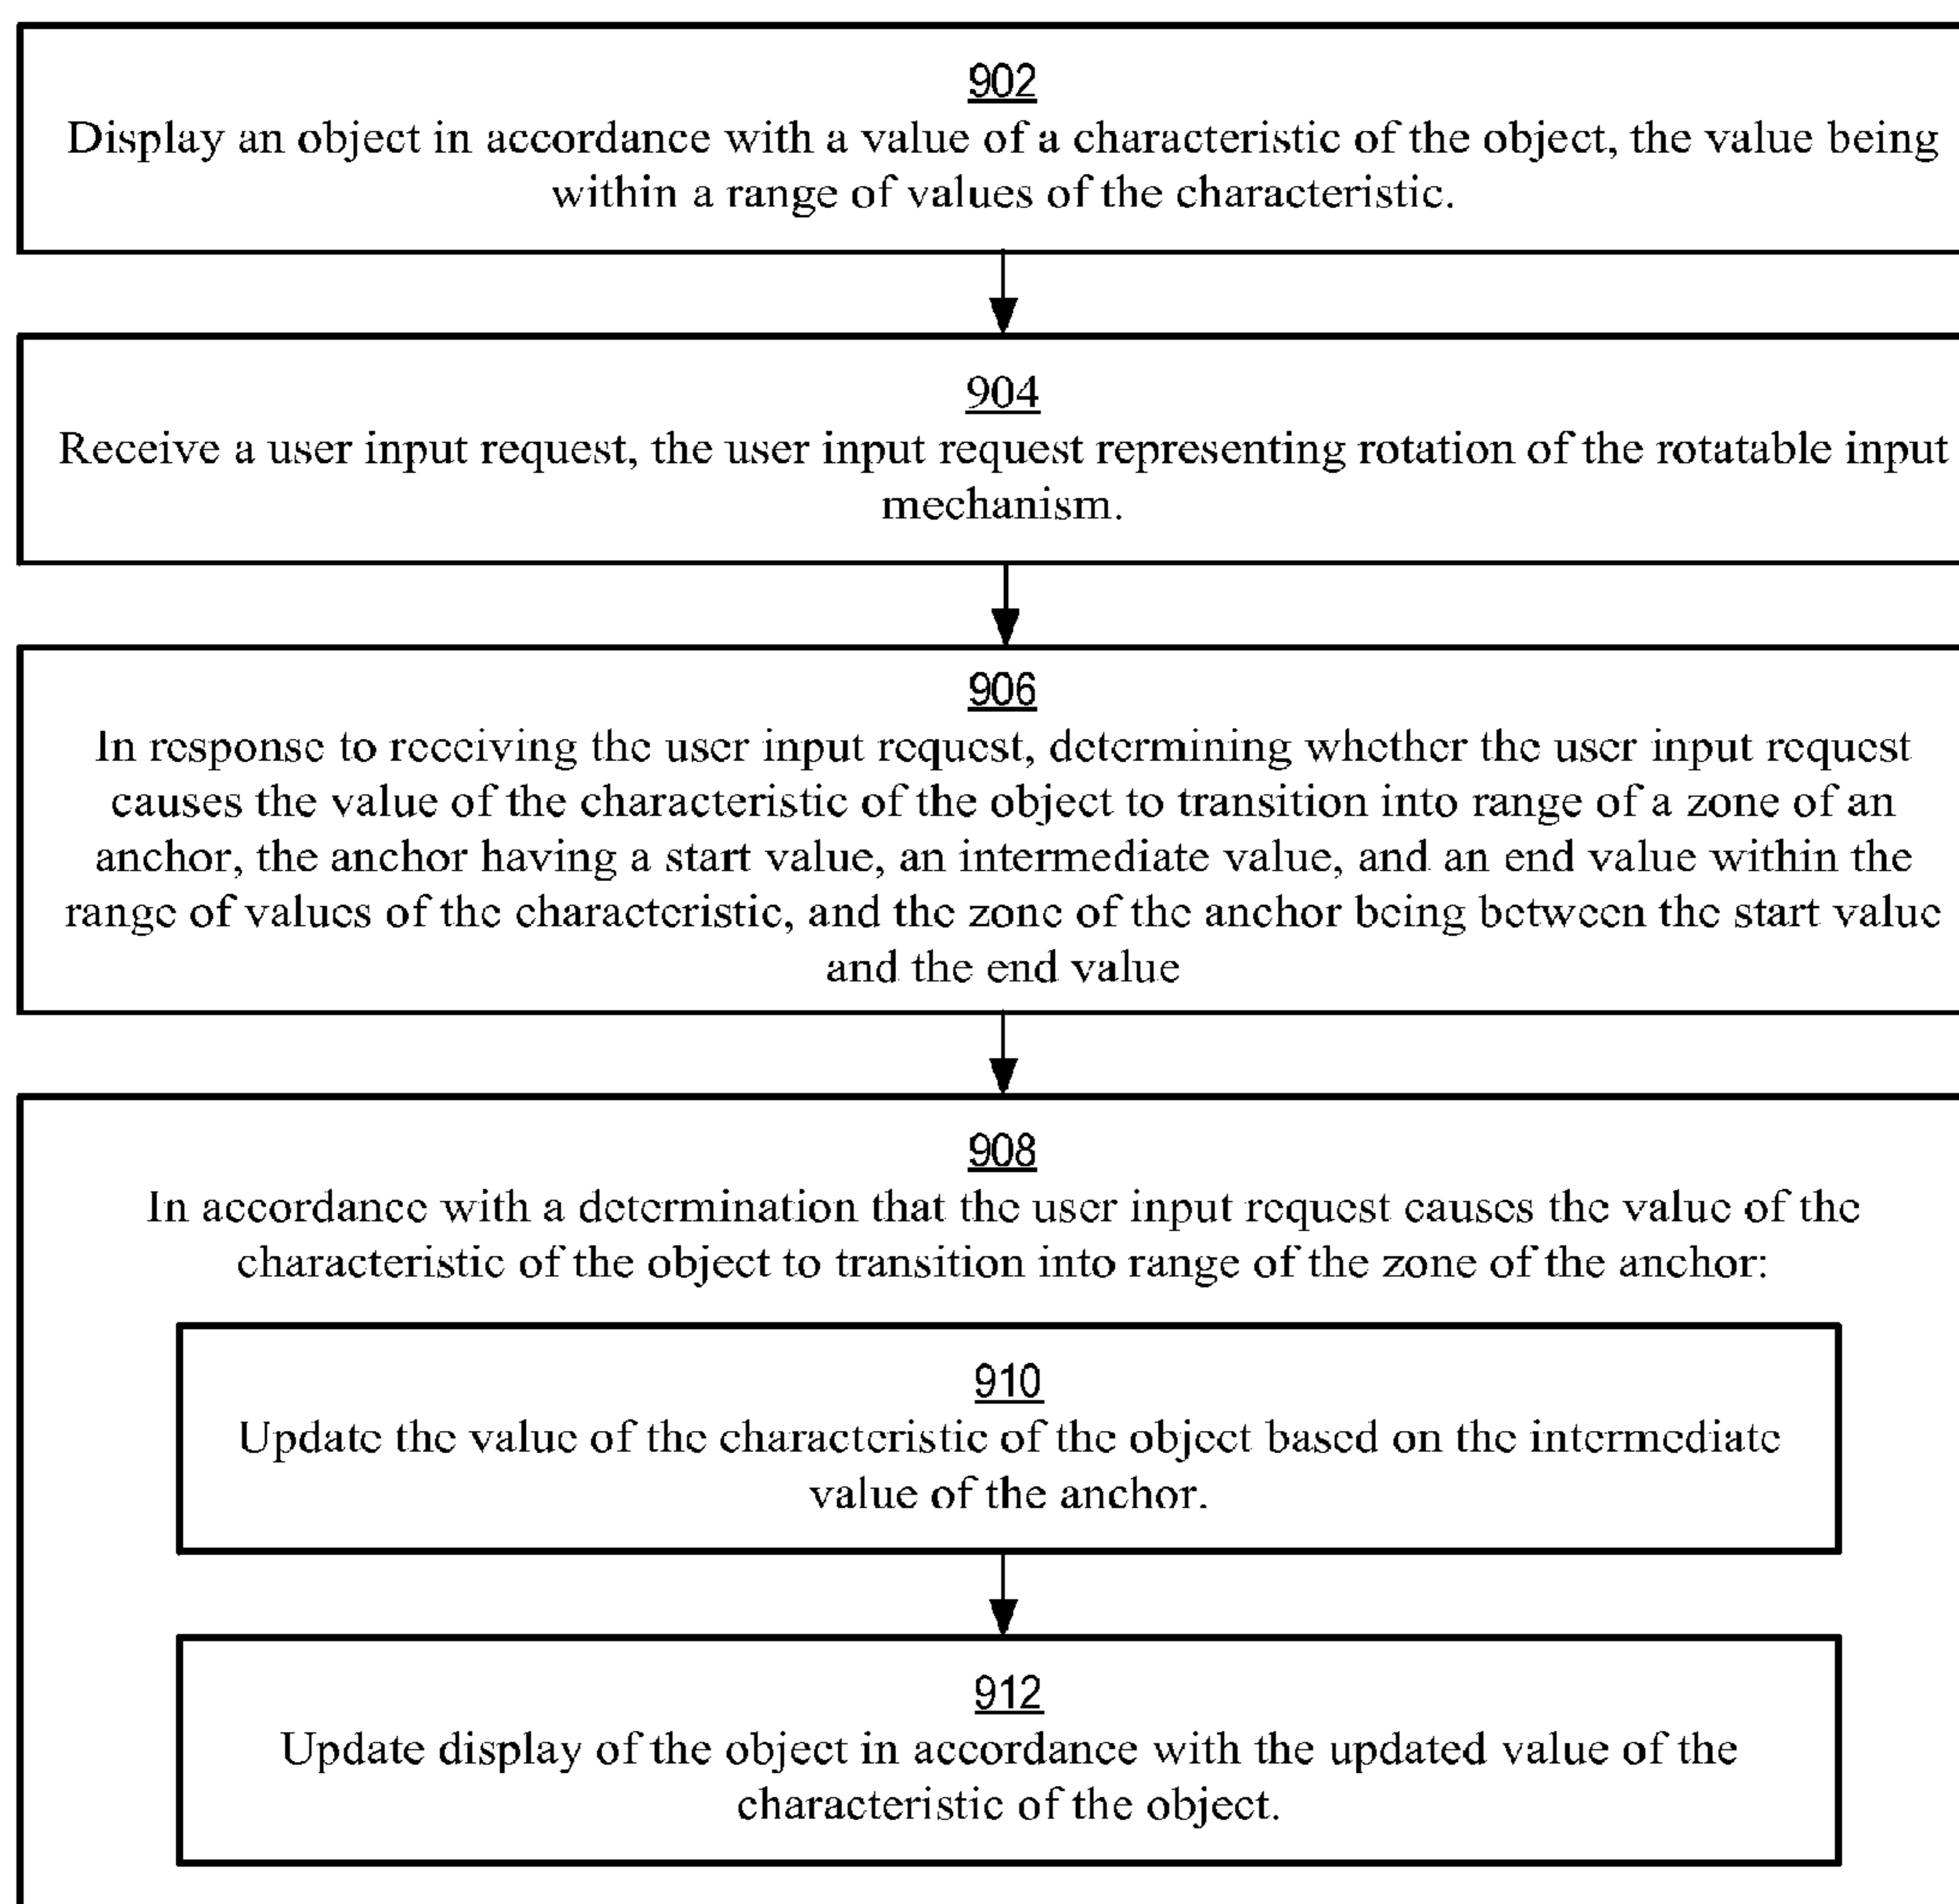 902
Display an object in accordance with a value of a characteristic of the object, the value being
within a range of values of the characteristic.
904
Receive a user input request, the user input request representing rotation of the rotatable input
mechanism.
906
In response to receiving the user input request, determining whether the user input request
causes the value of the characteristic of the object to transition into range of a zone of an
anchor, the anchor having a start value, an intermediate value, and an end value within the
range of values of the characteristic, and the zone of the anchor being between the start value
and the end value
908
In accordance with a determination that the user input request causes the value of the
characteristic of the object to transition into range of the zone of the anchor:
910
Update the value of the characteristic of the object based on the intermediate
value of the anchor.
912
Update display of the object in accordance with the updated value of the
characteristic of the object.